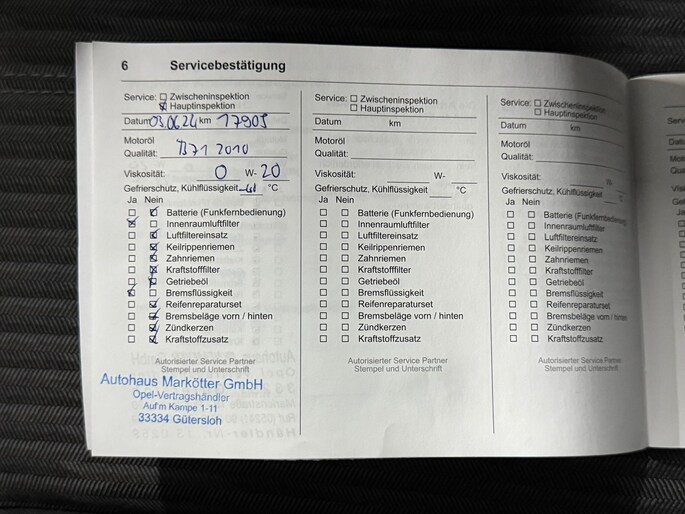 6 Servicebestätigung
Service: Zwischeninspektion
Hauptinspektion
Datum 03.06.24 km 17905
Motoröl
Qualität: B71 2010
Viskosität: 0 W- 20
Gefrierschutz, Kühlflüssigkeit °C
Ja Nein
Batterie (Funkfernbedienung)
Innenraumluftfilter
Luftfiltereinsatz
Keilrippenriemen
Zahnriemen
Kraftstofffilter
Getriebeöl
Bremsflüssigkeit
Reifenreparaturset
Bremsbeläge vorn / hinten
Zündkerzen
Kraftstoffzusatz
Autorisierter Service Partner
Stempel und Unterschrift
Autohaus Markötter GmbH
Opel-Vertragshändler
Auf'm Kampe 1-11
33334 Gütersloh
Service: Zwischeninspektion
Hauptinspektion
Datum km
Motoröl
Qualität:
Viskosität: W-
Gefrierschutz, Kühlflüssigkeit °C
Ja Nein
Batterie (Funkfernbedienung)
Innenraumluftfilter
Luftfiltereinsatz
Keilrippenriemen
Zahnriemen
Kraftstofffilter
Getriebeöl
Bremsflüssigkeit
Reifenreparaturset
Bremsbeläge vorn / hinten
Zündkerzen
Kraftstoffzusatz
Autorisierter Service Partner
Stempel und Unterschrift
Service: Zwischeninspektion
Hauptinspektion
Datum km
Motoröl
Qualität:
Viskosität: W-
Gefrierschutz, Kühlflüssigkeit °C
Ja Nein
Batterie (Funkfernbedienung)
Innenraumluftfilter
Luftfiltereinsatz
Keilrippenriemen
Zahnriemen
Kraftstofffilter
Getriebeöl
Bremsflüssigkeit
Reifenreparaturset
Bremsbeläge vorn / hinten
Zündkerzen
Kraftstoffzusatz
Autorisierter Service Partner
Stempel und Unterschrift